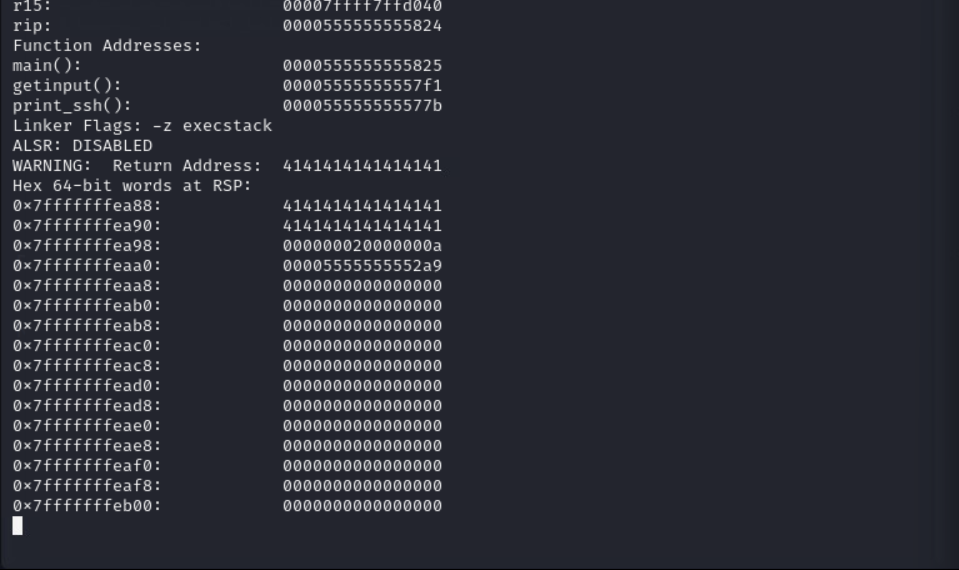 r15: 00007ffff7ffd040
rip: 0000555555555824
Function Addresses:
main(): 0000555555555825
getinput(): 00005555555557f1
print_ssh(): 000055555555577b
Linker Flags: -z execstack
ALSR: DISABLED
WARNING:  Return Address: 4141414141414141
Hex 64-bit words at RSP:
0x7fffffffea88: 4141414141414141
0x7fffffffea90: 4141414141414141
0x7fffffffea98: 000000020000000a
0x7fffffffeaa0: 00005555555552a9
0x7fffffffeaa8: 0000000000000000
0x7fffffffeab0: 0000000000000000
0x7fffffffeab8: 0000000000000000
0x7fffffffeac0: 0000000000000000
0x7fffffffeac8: 0000000000000000
0x7fffffffead0: 0000000000000000
0x7fffffffead8: 0000000000000000
0x7fffffffeae0: 0000000000000000
0x7fffffffeae8: 0000000000000000
0x7fffffffeaf0: 0000000000000000
0x7fffffffeaf8: 0000000000000000
0x7fffffffeb00: 0000000000000000